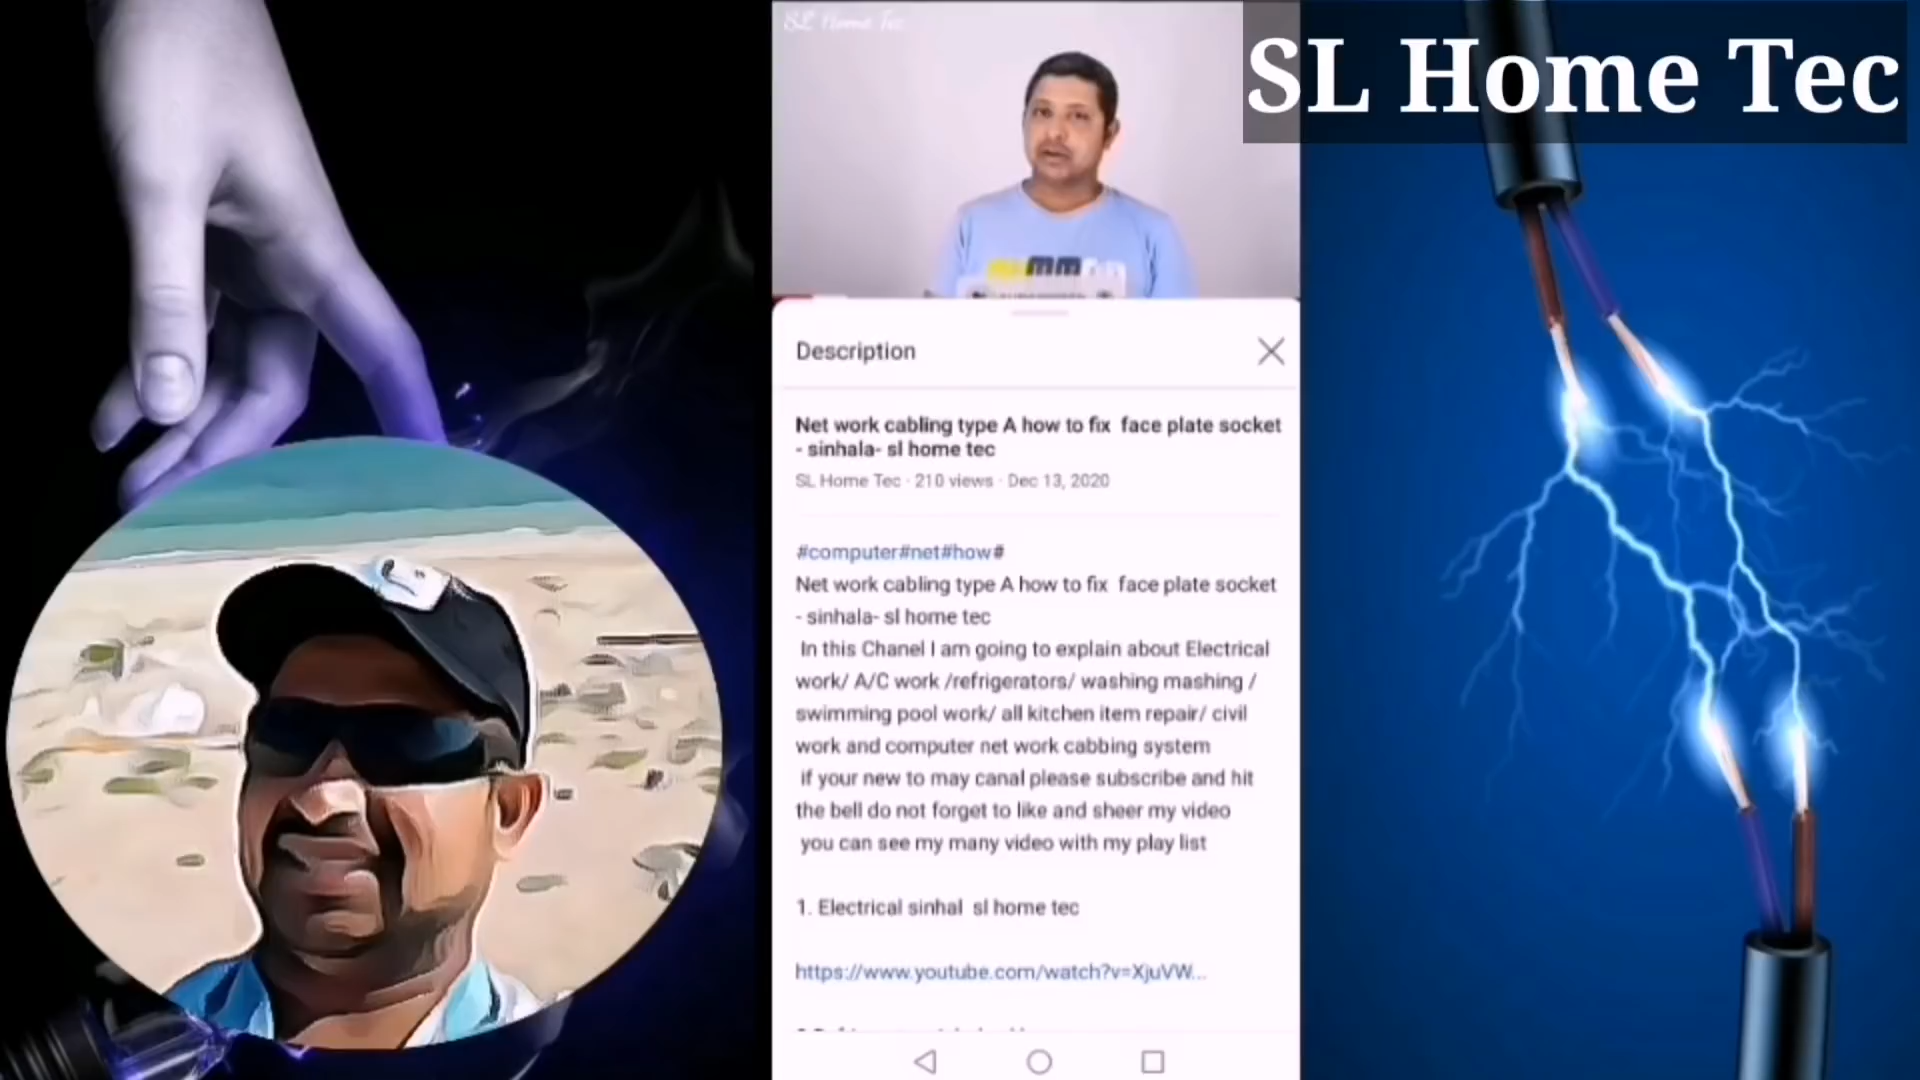 SL Home Tec
SL Home Tec
Description
Net work cabling type A how to fix face plate socket
- sinhala- sl home tec
SL Home Tec · 210 views · Dec 13, 2020
#computer#net#how#
Net work cabling type A how to fix face plate socket
- sinhala- sl home tec
In this Chanel I am going to explain about Electrical
work/ A/C work /refrigerators/ washing mashing /
swimming pool work/ all kitchen item repair/ civil
work and computer net work cabbing system
if your new to may canal please subscribe and hit
the bell do not forget to like and sheer my video
you can see my many video with my play list
1. Electrical sinhal sl home tec
https://www.youtube.com/watch?v=XjuVW...